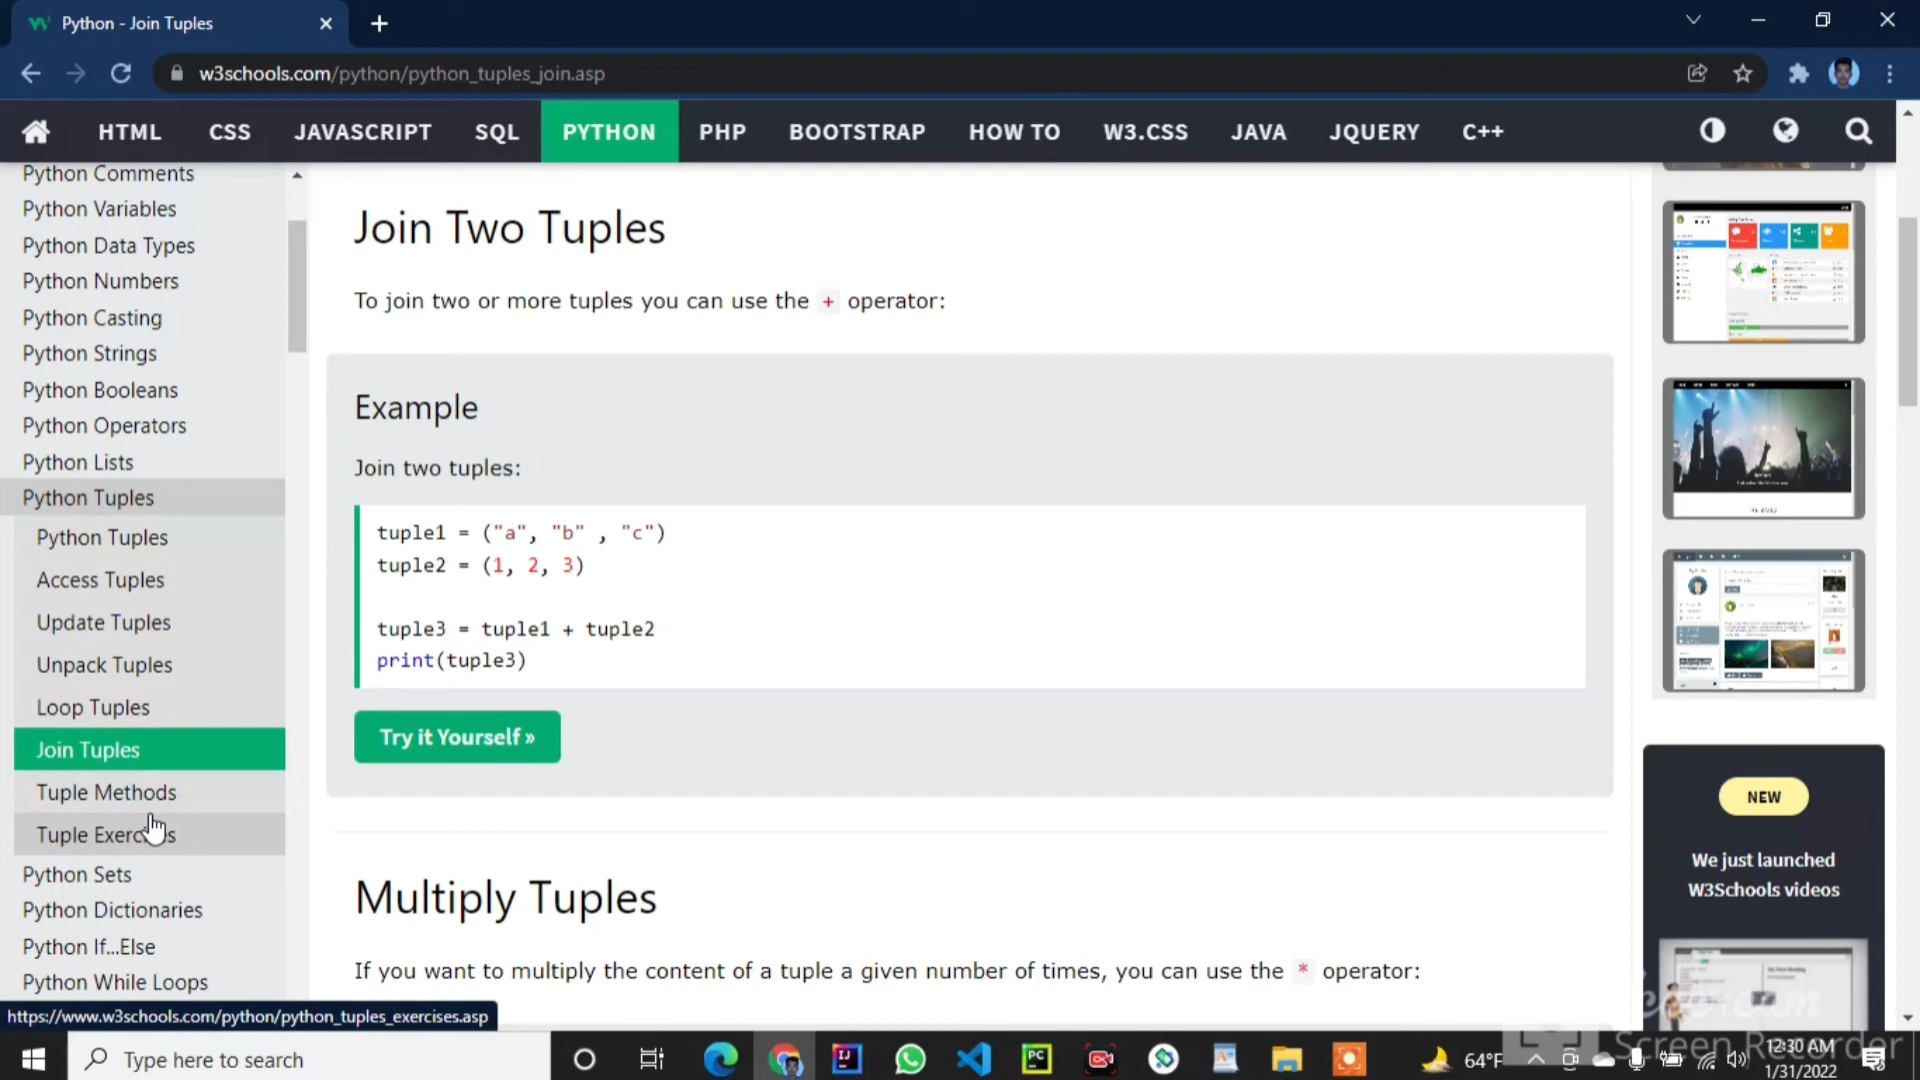 Python - Join Tuples
w3schools.com/python/python_tuples_join.asp
HTML CSS JAVASCRIPT SQL PYTHON PHP BOOTSTRAP HOW TO W3.CSS JAVA JQUERY C++
Python Comments
Python Variables
Python Data Types
Python Numbers
Python Casting
Python Strings
Python Booleans
Python Operators
Python Lists
Python Tuples
Python Tuples
Access Tuples
Update Tuples
Unpack Tuples
Loop Tuples
Join Tuples
Tuple Methods
Tuple Exercises
Python Sets
Python Dictionaries
Python If...Else
Python While Loops
https://www.w3schools.com/python/python_tuples_exercises.asp
Join Two Tuples
To join two or more tuples you can use the + operator:
Example
Join two tuples:
tuple1 = ("a", "b" , "c")
tuple2 = (1, 2, 3)
tuple3 = tuple1 + tuple2
print(tuple3)
Try it Yourself »
Multiply Tuples
If you want to multiply the content of a tuple a given number of times, you can use the * operator:
NEW
We just launched
W3Schools videos
Screen Recorder
Type here to search
64°F
12:30 AM
1/31/2022